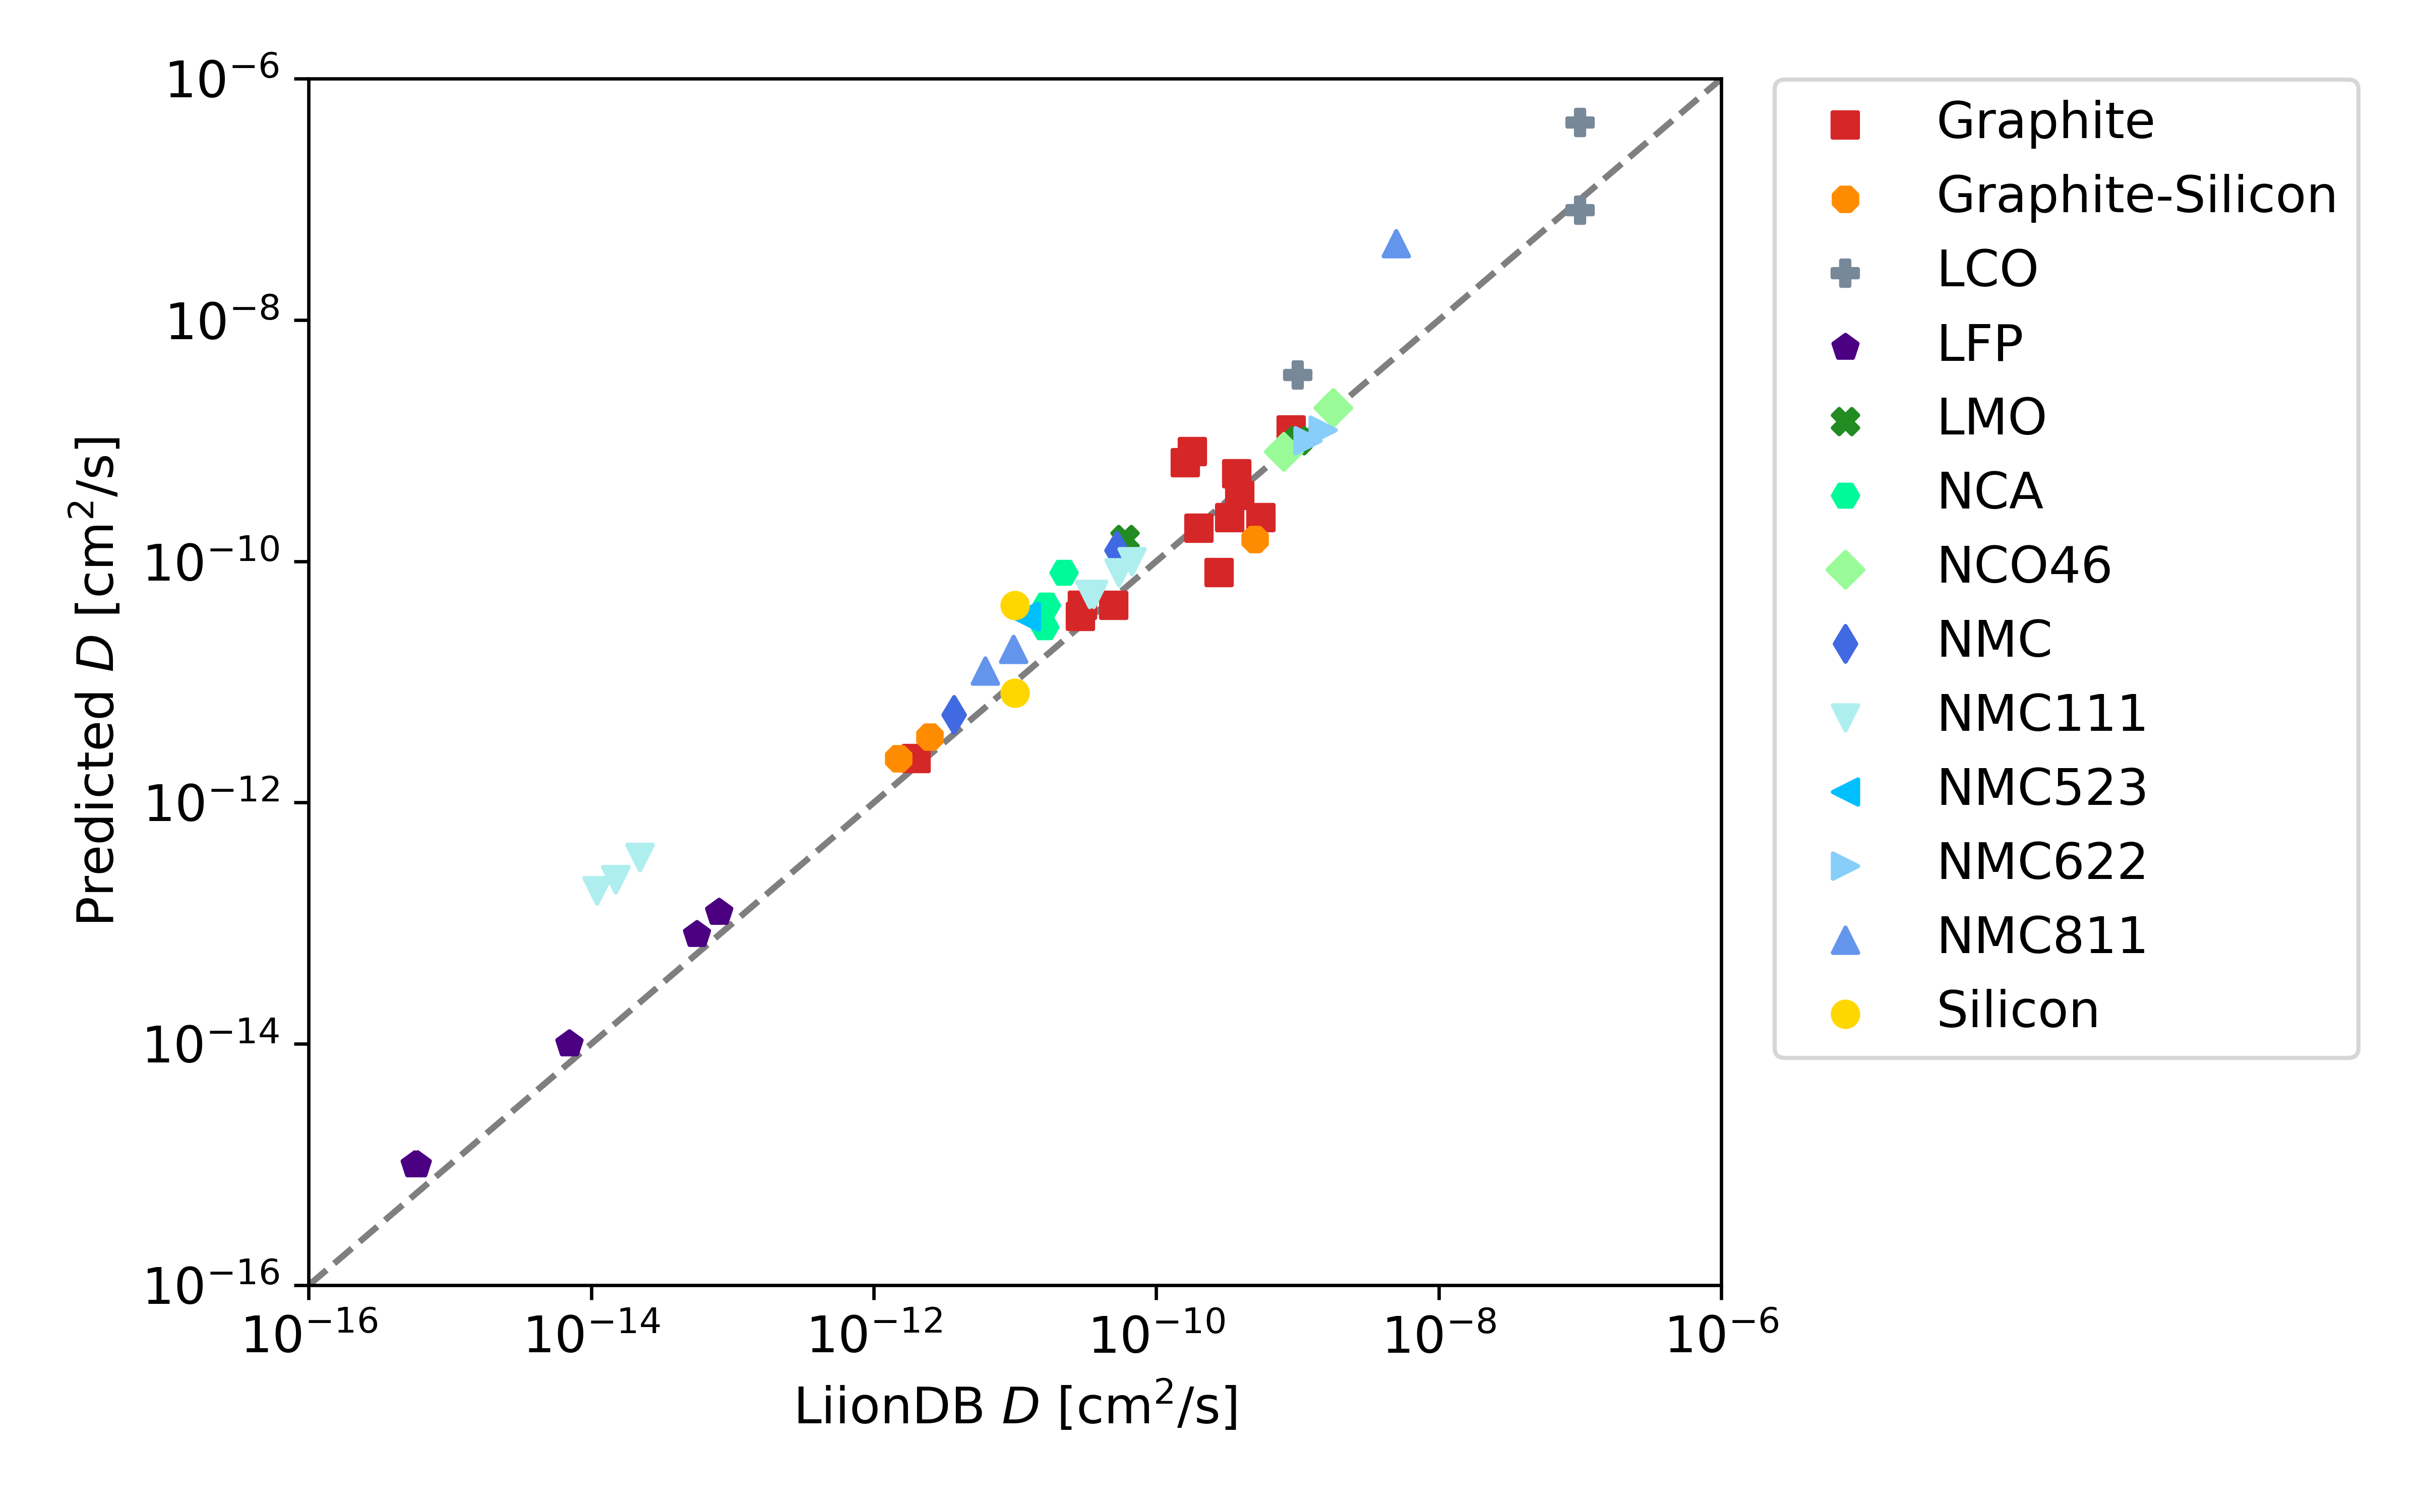 10⁻⁶
10⁻⁸
10⁻¹⁰
10⁻¹²
10⁻¹⁴
10⁻¹⁶
Predicted D [cm²/s]
10⁻¹⁶ 10⁻¹⁴ 10⁻¹² 10⁻¹⁰ 10⁻⁸ 10⁻⁶
LiionDB D [cm²/s]
Graphite
Graphite-Silicon
LCO
LFP
LMO
NCA
NCO46
NMC
NMC111
NMC523
NMC622
NMC811
Silicon